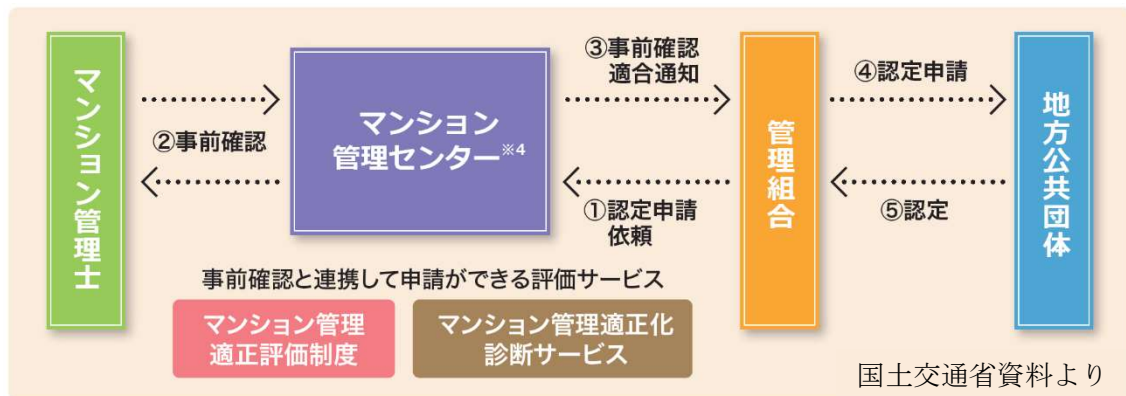 マンション管理士
②事前確認
マンション
管理センター※4
③事前確認
適合通知
①認定申請
依頼
管理組合
④認定申請
⑤認定
地方公共団体
事前確認と連携して申請ができる評価サービス
マンション管理
適正評価制度
マンション管理適正化
診断サービス
国土交通省資料より